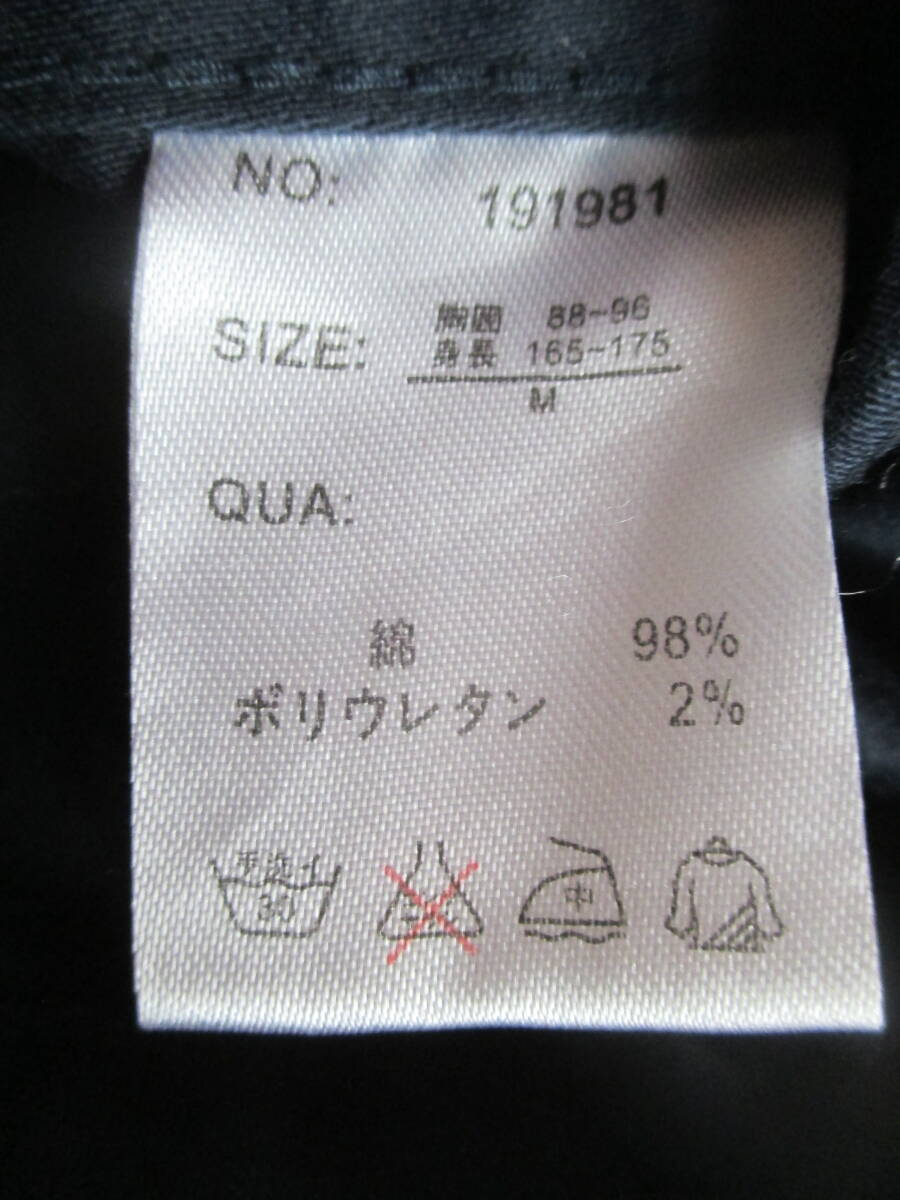 NO: 191981
SIZE: 胸囲 88~96
身長 165~175
M
QUA:
綿 98%
ポリウレタン 2%
手洗イ
30
中